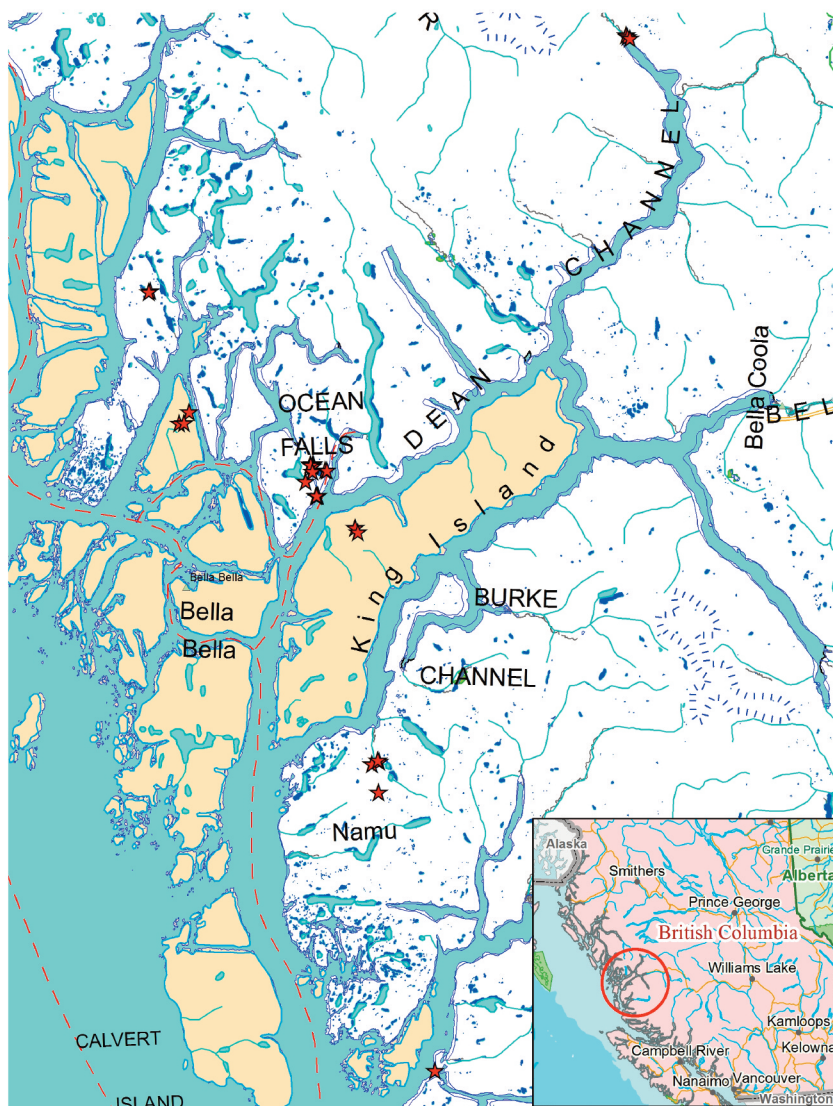 R
CHANNEL
DEAN
Bella Coola
BEL
OCEAN
FALLS
King Island
Bella Bella
Bella
Bella
BURKE
CHANNEL
Namu
CALVERT
ISLAND
Alaska
Grande Prairie
Alberta
Smithers
Prince George
British Columbia
Williams Lake
Kamloops
Kelowna
Campbell River
Nanaimo
Vancouver
Washington